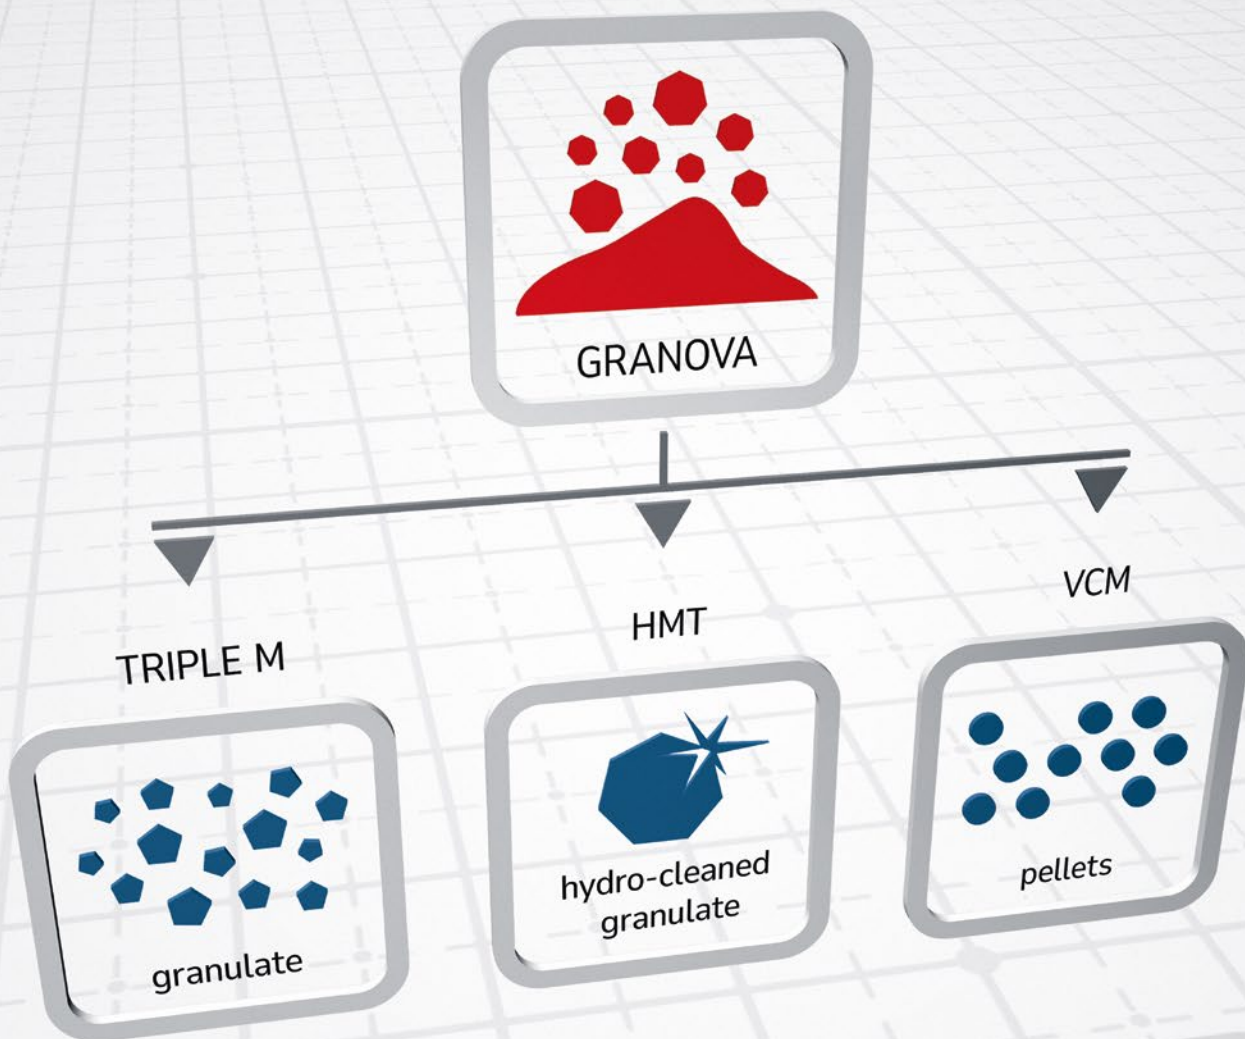 GRANOVA
TRIPLE M
HMT
VCM
granulate
hydro-cleaned
granulate
pellets